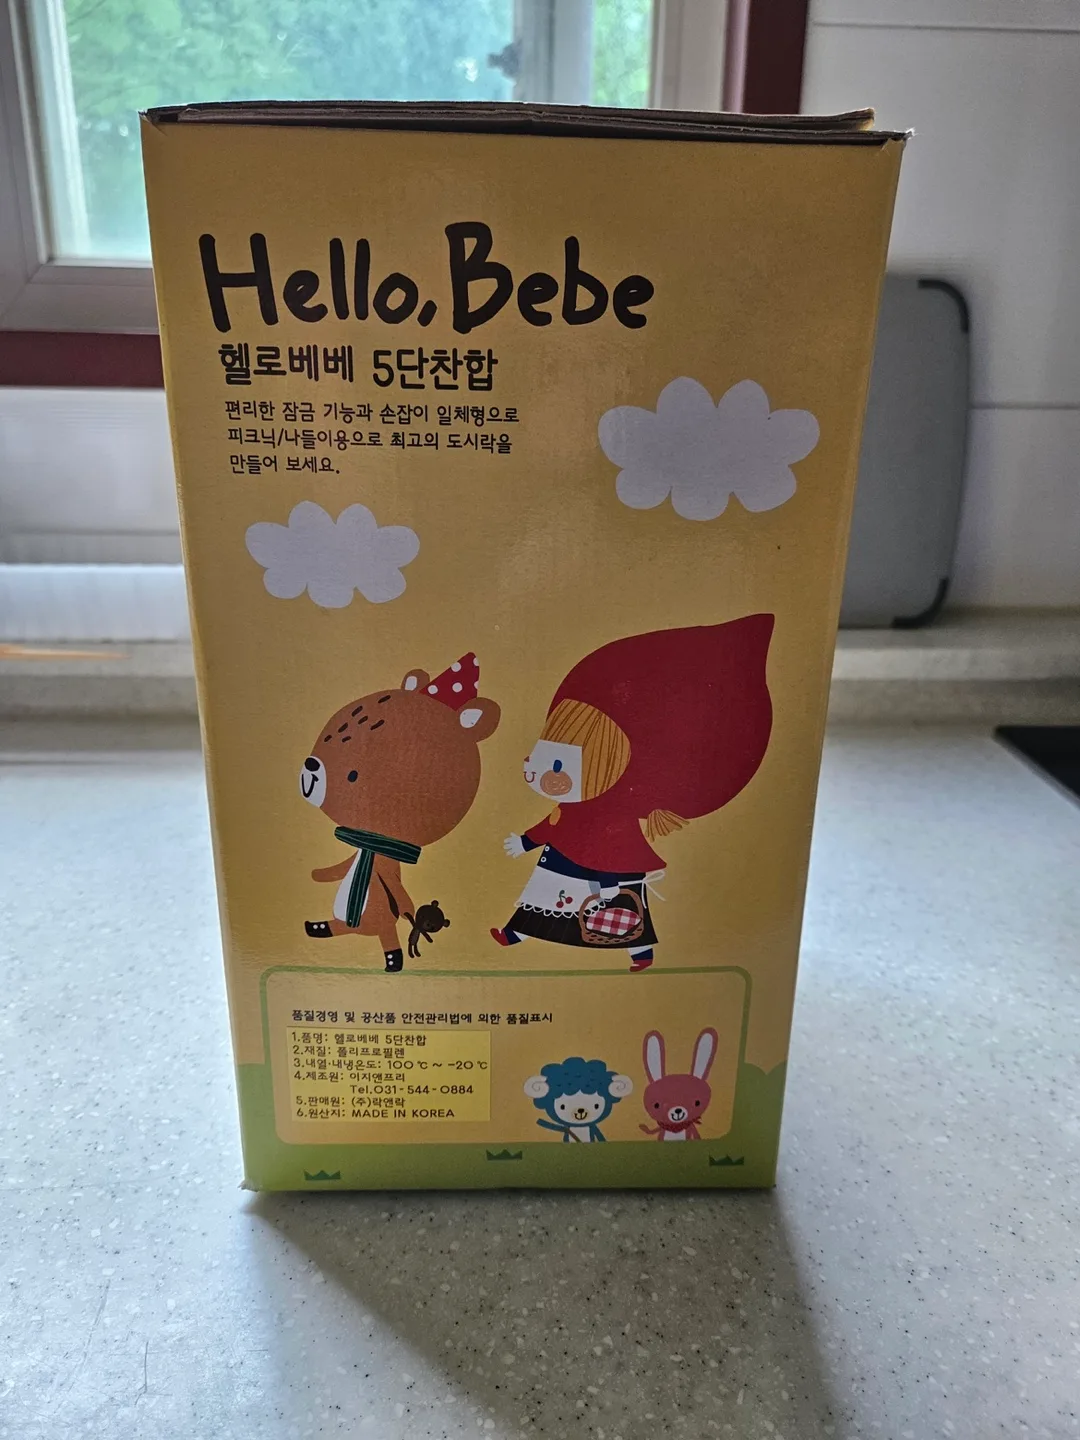 Hello, Bebe
헬로베베 5단찬합
편리한 잠금 기능과 손잡이 일체형으로
피크닉/나들이용으로 최고의 도시락을
만들어 보세요.
품질경영 및 공산품 안전관리법에 의한 품질표시
1.품명: 헬로베베 5단찬합
2.재질: 폴리프로필렌
3.내열·내냉온도: 100℃ ~ -20℃
4.제조원: 이지앤프리
Tel.031-544-0884
5.판매원: (주)락앤락
6.원산지: MADE IN KOREA